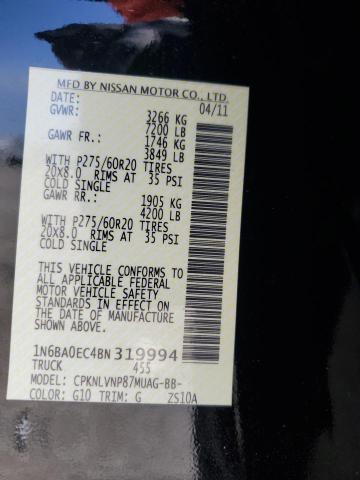 MFD BY NISSAN MOTOR CO., LTD.
DATE: 04/11
GVWR: 3266 KG
7200 LB
GAWR FR.: 1746 KG
3849 LB
WITH P275/60R20 TIRES
20x8.0 RIMS AT 35 PSI
COLD SINGLE
GAWR RR.: 1905 KG
4200 LB
WITH P275/60R20 TIRES
20x8.0 RIMS AT 35 PSI
COLD SINGLE
THIS VEHICLE CONFORMS TO
ALL APPLICABLE FEDERAL
MOTOR VEHICLE SAFETY
STANDARDS IN EFFECT ON
THE DATE OF MANUFACTURE
SHOWN ABOVE.
1N6BA0EC4BN319994
TRUCK 455
MODEL: CPKNLVNP87MUAG-BB-
COLOR: G10 TRIM: G ZS10A